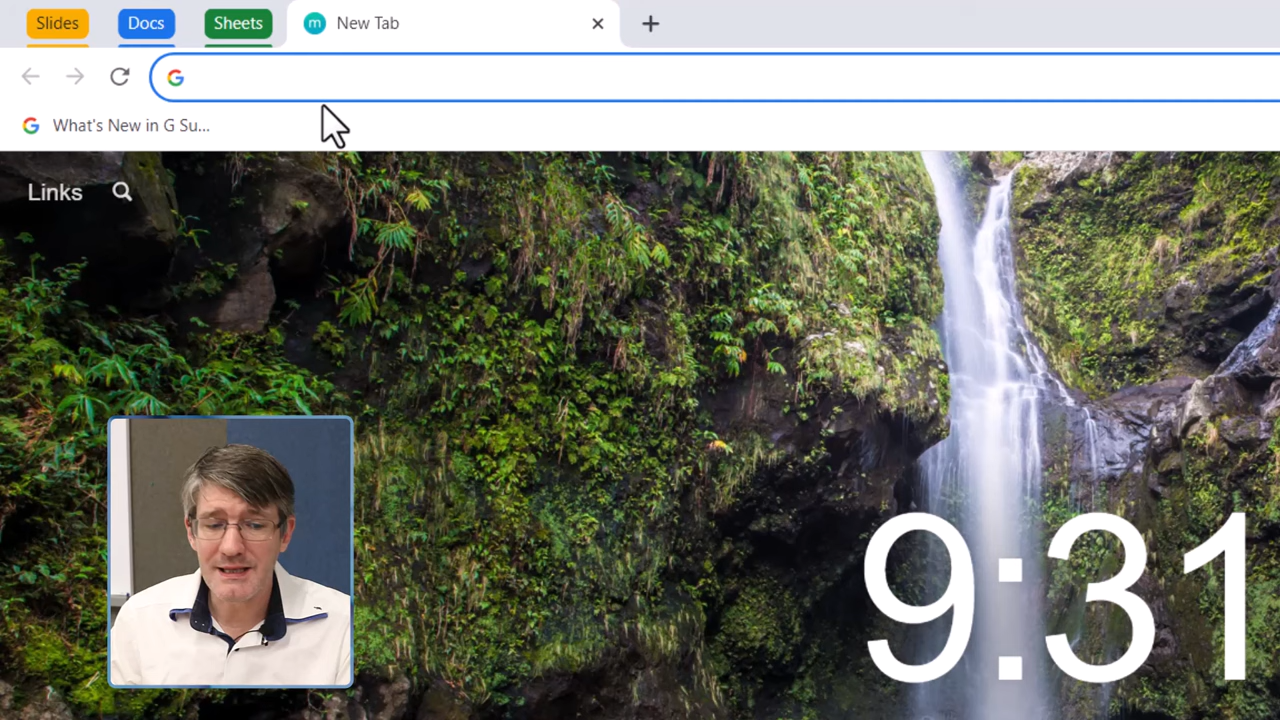 Slides Docs Sheets m New Tab
G
G What's New in G Su...
Links
9:31